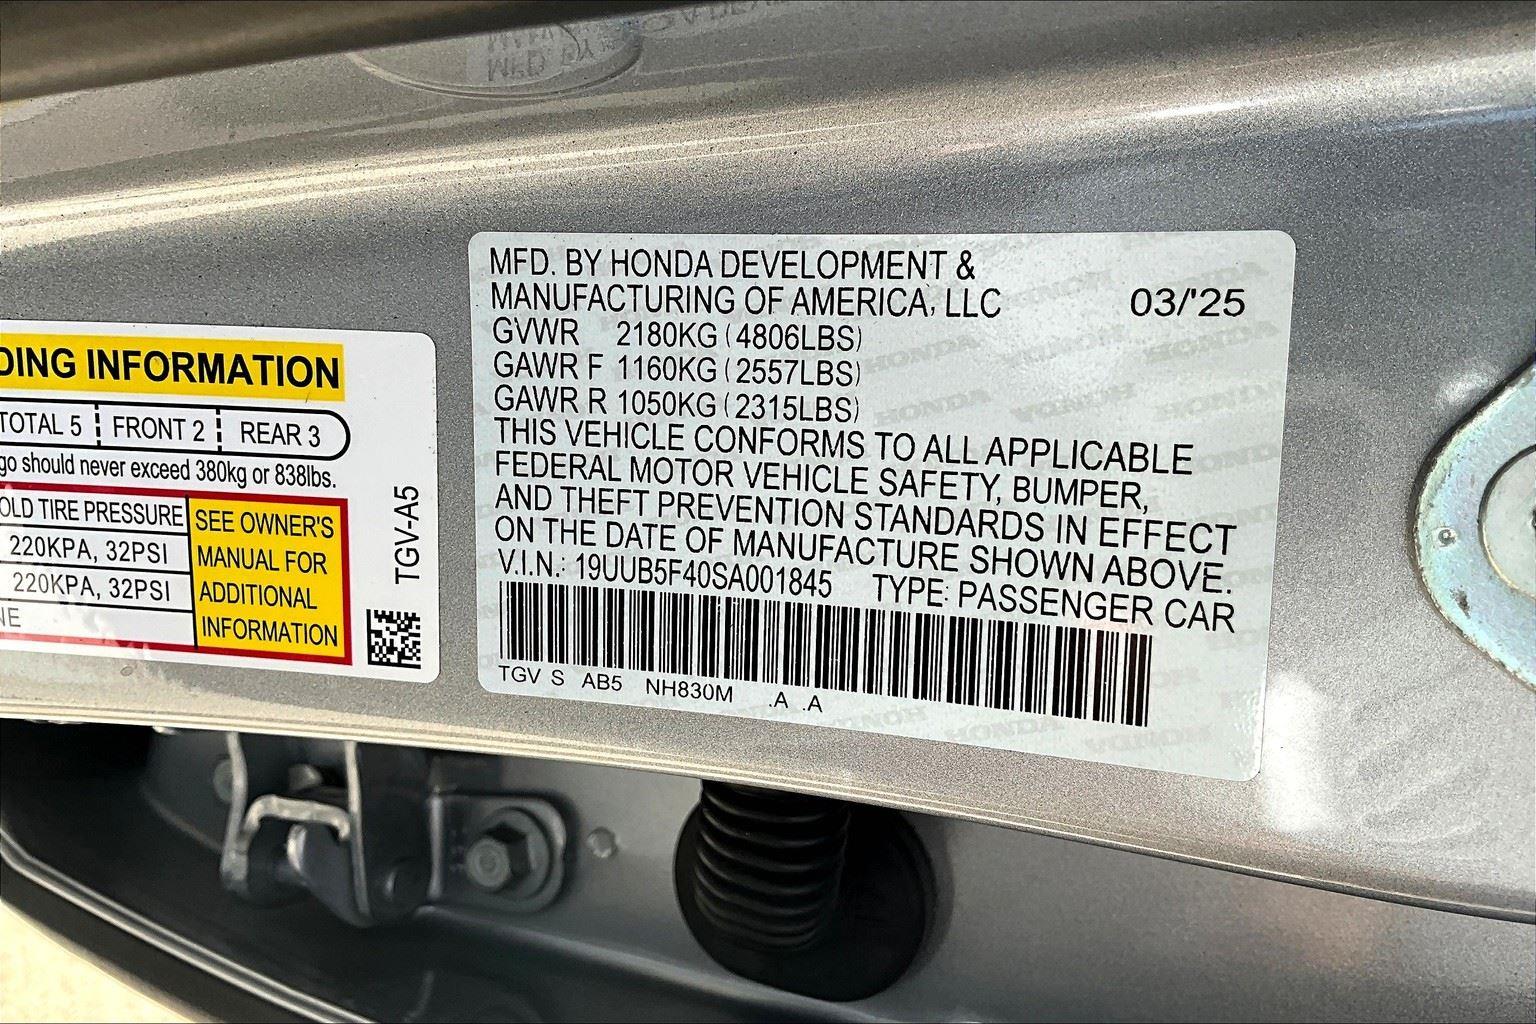 DING INFORMATION
TOTAL 5 FRONT 2 REAR 3
go should never exceed 380kg or 838lbs.
OLD TIRE PRESSURE
220KPA, 32PSI
220KPA, 32PSI
NE
SEE OWNER'S
MANUAL FOR
ADDITIONAL
INFORMATION
TGV-A5
MFD. BY HONDA DEVELOPMENT &
MANUFACTURING OF AMERICA, LLC 03/'25
GVWR 2180KG (4806LBS)
GAWR F 1160KG (2557LBS)
GAWR R 1050KG (2315LBS)
THIS VEHICLE CONFORMS TO ALL APPLICABLE
FEDERAL MOTOR VEHICLE SAFETY, BUMPER,
AND THEFT PREVENTION STANDARDS IN EFFECT
ON THE DATE OF MANUFACTURE SHOWN ABOVE.
V.I.N.: 19UUB5F40SA001845 TYPE: PASSENGER CAR
TGV S AB5 NH830M .A .A